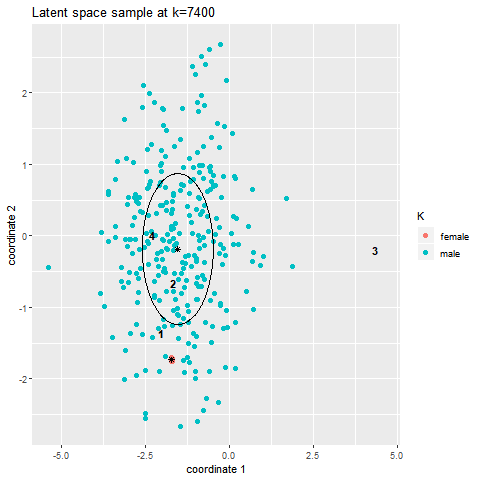 Latent space sample at k=7400
2
1
0
-1
-2
coordinate 2
4
3
2
1
-5.0
-2.5
0.0
2.5
5.0
coordinate 1
K
female
male